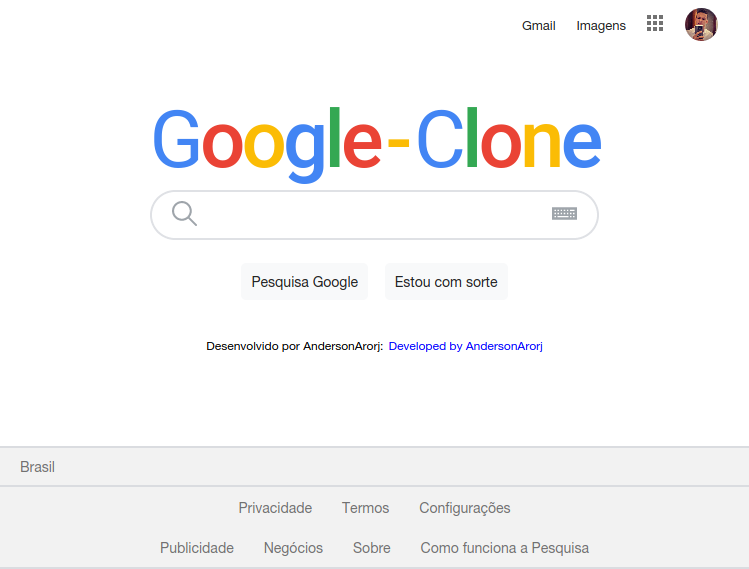 Gmail Imagens
Google-Clone
Pesquisa Google Estou com sorte
Desenvolvido por AndersonArorj: Developed by AndersonArorj
Brasil
Privacidade Termos Configurações
Publicidade Negócios Sobre Como funciona a Pesquisa